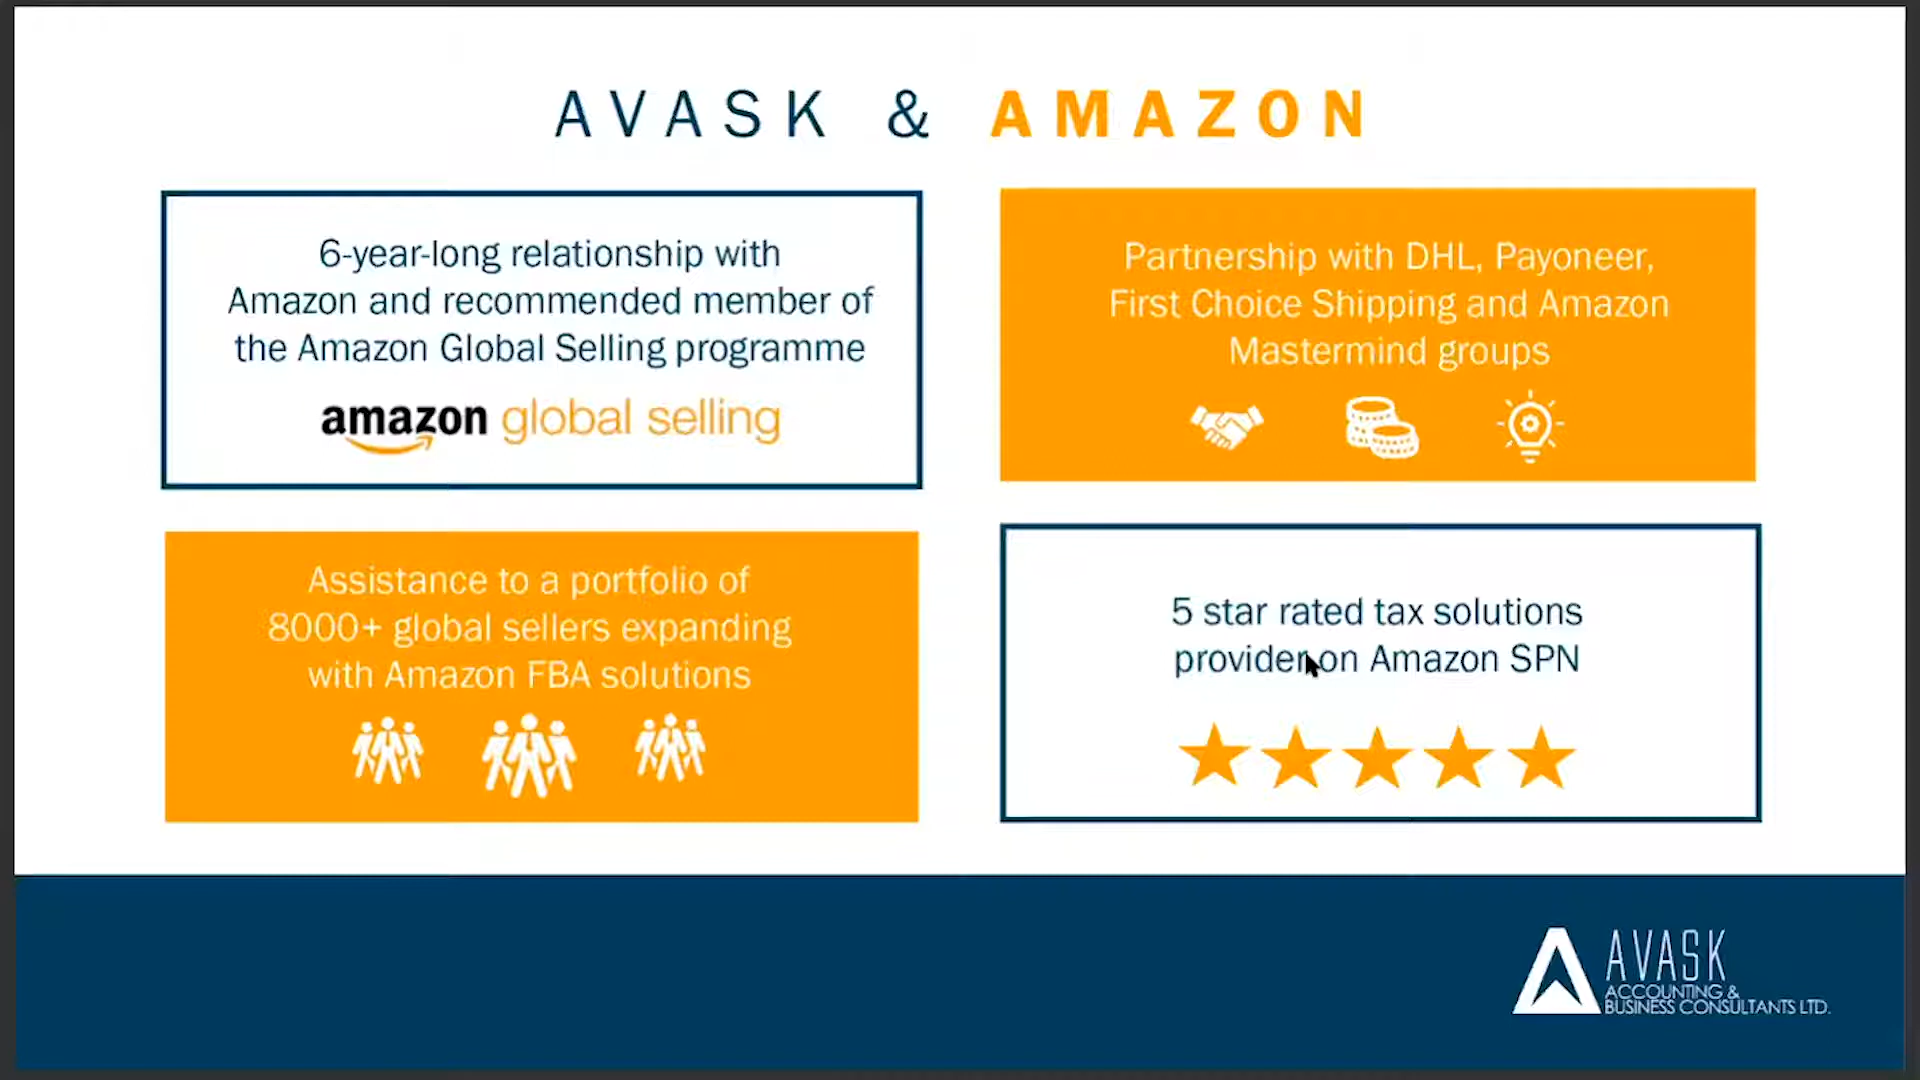 AVASK & AMAZON
6-year-long relationship with
Amazon and recommended member of
the Amazon Global Selling programme
amazon global selling
Partnership with DHL, Payoneer,
First Choice Shipping and Amazon
Mastermind groups
Assistance to a portfolio of
8000+ global sellers expanding
with Amazon FBA solutions
5 star rated tax solutions
provider on Amazon SPN
AVASK
ACCOUNTING &
BUSINESS CONSULTANTS LTD.